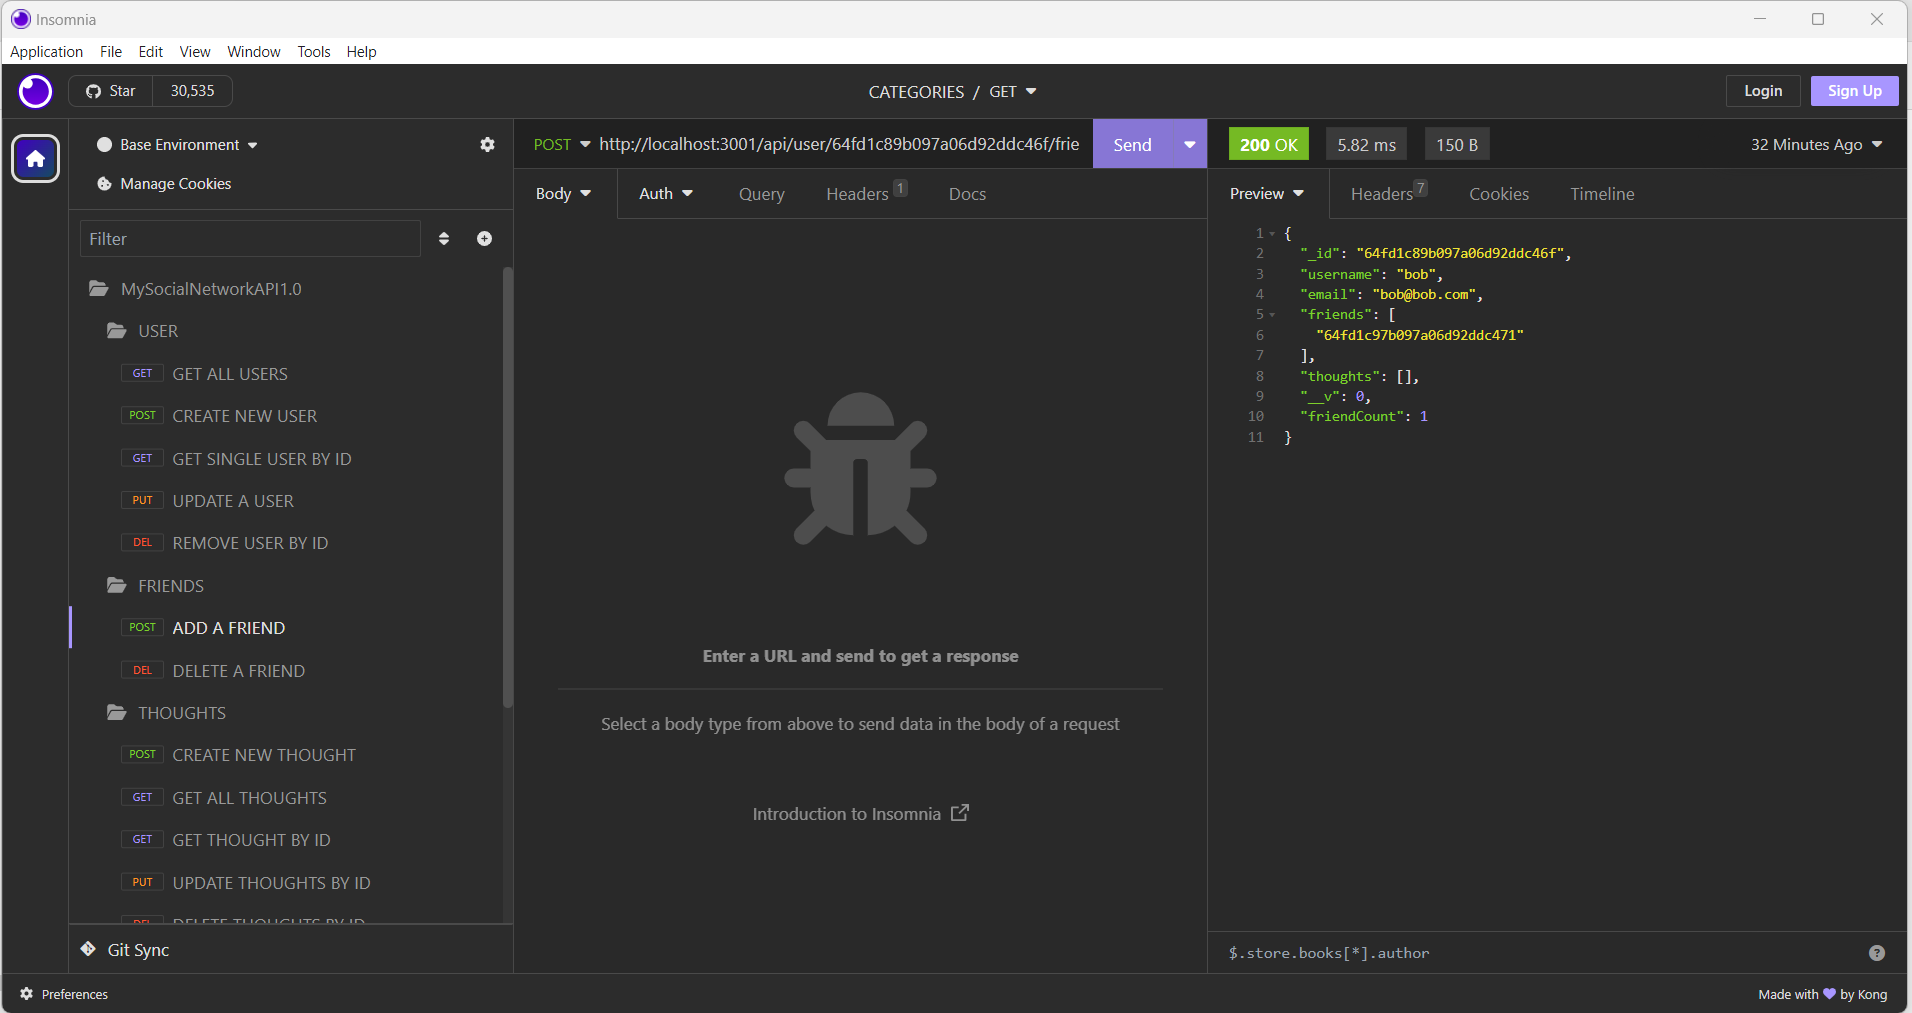 Insomnia
Application File Edit View Window Tools Help
Star 30,535
CATEGORIES / GET
Login Sign Up
Base Environment
Manage Cookies
Filter
MySocialNetworkAPI1.0
USER
GET GET ALL USERS
POST CREATE NEW USER
GET GET SINGLE USER BY ID
PUT UPDATE A USER
DEL REMOVE USER BY ID
FRIENDS
POST ADD A FRIEND
DEL DELETE A FRIEND
THOUGHTS
POST CREATE NEW THOUGHT
GET GET ALL THOUGHTS
GET GET THOUGHT BY ID
PUT UPDATE THOUGHTS BY ID
DEL DELETE THOUGHTS BY ID
Git Sync
POST http://localhost:3001/api/user/64fd1c89b097a06d92ddc46f/frie Send
Body Auth Query Headers 1 Docs
Enter a URL and send to get a response
Select a body type from above to send data in the body of a request
Introduction to Insomnia
200 OK 5.82 ms 150 B 32 Minutes Ago
Preview Headers 7 Cookies Timeline
1 {
2 "_id": "64fd1c89b097a06d92ddc46f",
3 "username": "bob",
4 "email": "bob@bob.com",
5 "friends": [
6 "64fd1c97b097a06d92ddc471"
7 ],
8 "thoughts": [],
9 "__v": 0,
10 "friendCount": 1
11 }
$.store.books[*].author ?
Preferences
Made with 💜 by Kong